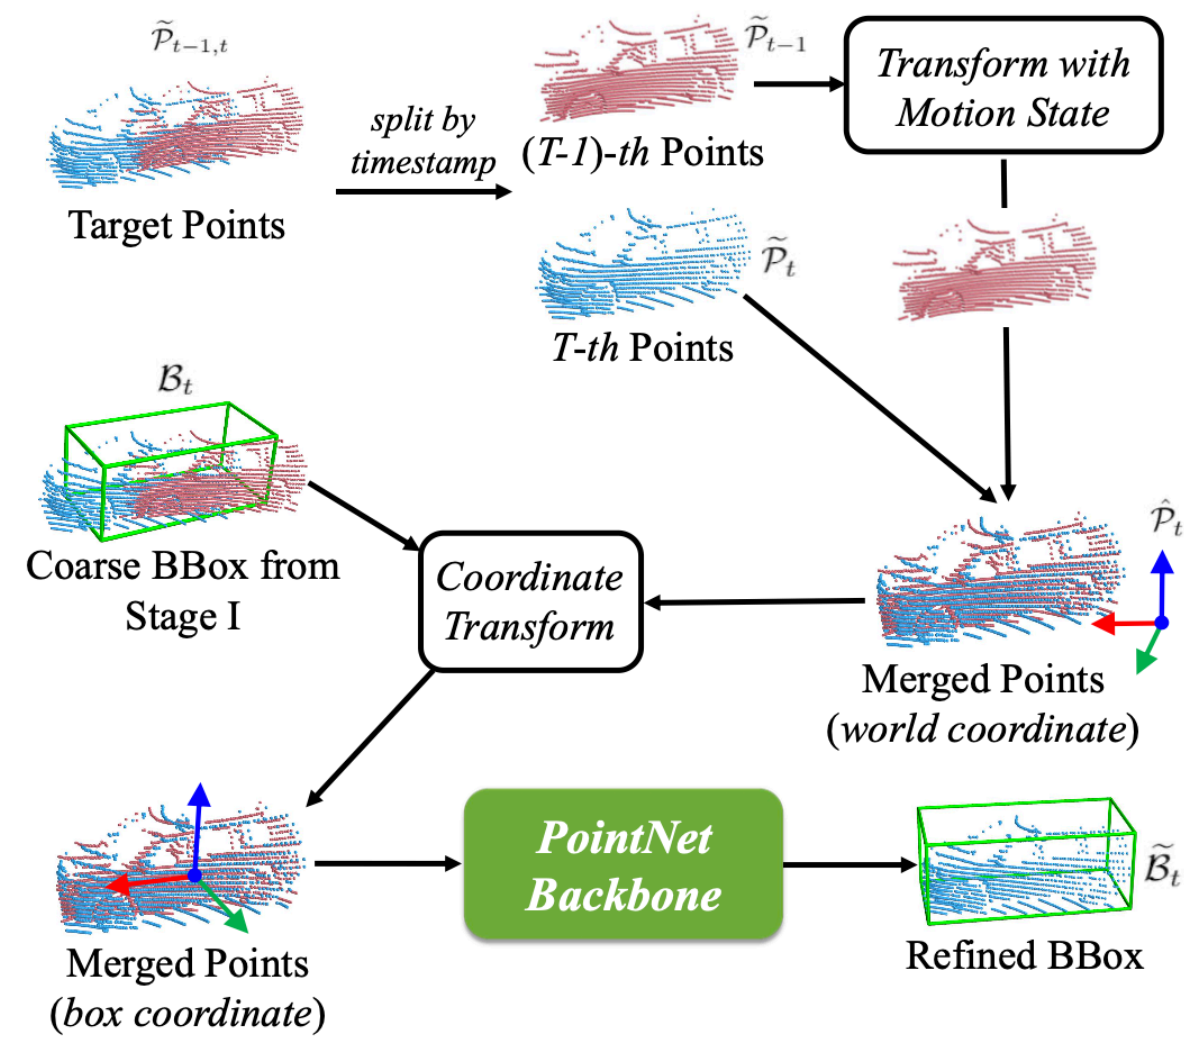 P̃ₜ₋₁,ₜ
Target Points
split by
timestamp
P̃ₜ₋₁
(T-1)-th Points
Transform with
Motion State
P̃ₜ
T-th Points
Bₜ
Coarse BBox from
Stage I
Coordinate
Transform
P̂ₜ
Merged Points
(world coordinate)
Merged Points
(box coordinate)
PointNet
Backbone
B̃ₜ
Refined BBox